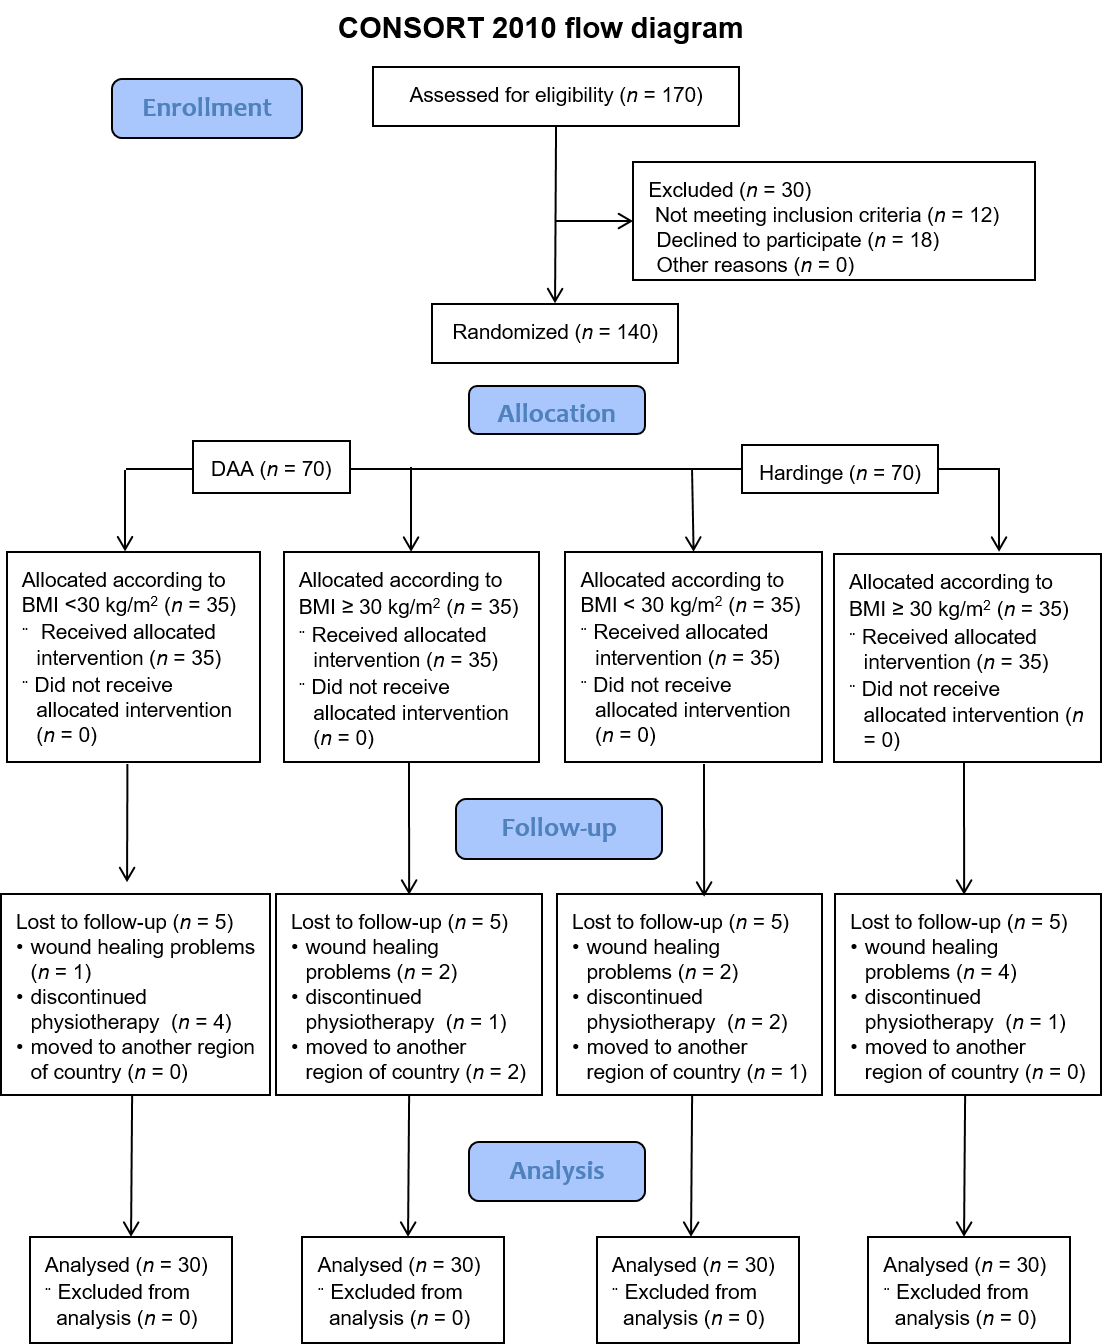 CONSORT 2010 flow diagram
Enrollment
Assessed for eligibility (n = 170)
Excluded (n = 30)
Not meeting inclusion criteria (n = 12)
Declined to participate (n = 18)
Other reasons (n = 0)
Randomized (n = 140)
Allocation
DAA (n = 70)
Hardinge (n = 70)
Allocated according to
BMI <30 kg/m² (n = 35)
¨ Received allocated
intervention (n = 35)
¨ Did not receive
allocated intervention
(n = 0)
Allocated according to
BMI ≥ 30 kg/m² (n = 35)
¨ Received allocated
intervention (n = 35)
¨ Did not receive
allocated intervention
(n = 0)
Allocated according to
BMI < 30 kg/m² (n = 35)
¨ Received allocated
intervention (n = 35)
¨ Did not receive
allocated intervention
(n = 0)
Allocated according to
BMI ≥ 30 kg/m² (n = 35)
¨ Received allocated
intervention (n = 35)
¨ Did not receive
allocated intervention (n
= 0)
Follow-up
Lost to follow-up (n = 5)
• wound healing problems
(n = 1)
• discontinued
physiotherapy (n = 4)
• moved to another region
of country (n = 0)
Lost to follow-up (n = 5)
• wound healing
problems (n = 2)
• discontinued
physiotherapy (n = 1)
• moved to another
region of country (n = 2)
Lost to follow-up (n = 5)
• wound healing
problems (n = 2)
• discontinued
physiotherapy (n = 2)
• moved to another
region of country (n = 1)
Lost to follow-up (n = 5)
• wound healing
problems (n = 4)
• discontinued
physiotherapy (n = 1)
• moved to another
region of country (n = 0)
Analysis
Analysed (n = 30)
¨ Excluded from
analysis (n = 0)
Analysed (n = 30)
¨ Excluded from
analysis (n = 0)
Analysed (n = 30)
¨ Excluded from
analysis (n = 0)
Analysed (n = 30)
¨ Excluded from
analysis (n = 0)